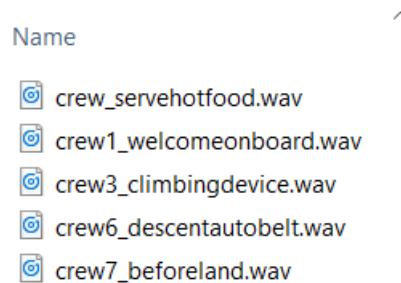 Name
crew_servehotfood.wav
crew1_welcomeonboard.wav
crew3_climbingdevice.wav
crew6_descentautobelt.wav
crew7_beforeland.wav